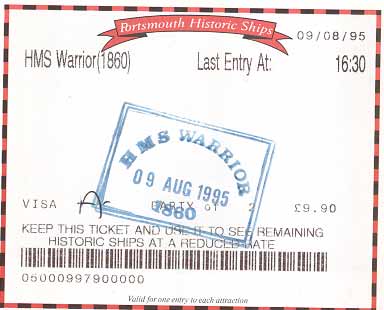 Portsmouth Historic Ships
09/08/95
HMS Warrior(1860) Last Entry At: 16:30
HMS WARRIOR
09 AUG 1995
1860
VISA PARTY OF 2 £9.90
KEEP THIS TICKET AND USE IT TO SEE REMAINING
HISTORIC SHIPS AT A REDUCED RATE
05000997900000
Valid for one entry to each attraction